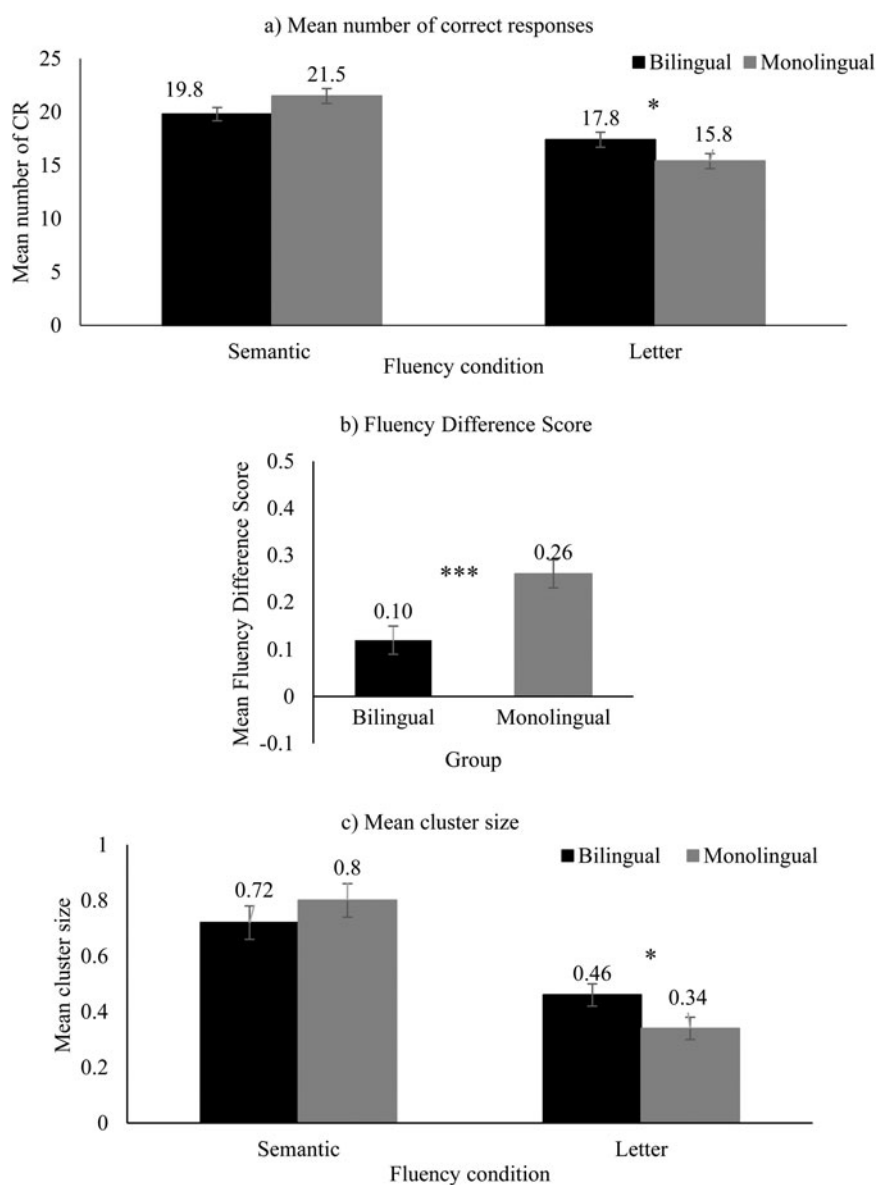 a) Mean number of correct responses
Bilingual Monolingual
Mean number of CR
25
20
15
10
5
0
19.8
21.5
17.8
*
15.8
Semantic
Letter
Fluency condition
b) Fluency Difference Score
Mean Fluency Difference Score
0.5
0.4
0.3
0.2
0.1
0
-0.1
0.10
***
0.26
Bilingual
Monolingual
Group
c) Mean cluster size
Bilingual Monolingual
Mean cluster size
1
0.8
0.6
0.4
0.2
0
0.72
0.8
0.46
*
0.34
Semantic
Letter
Fluency condition